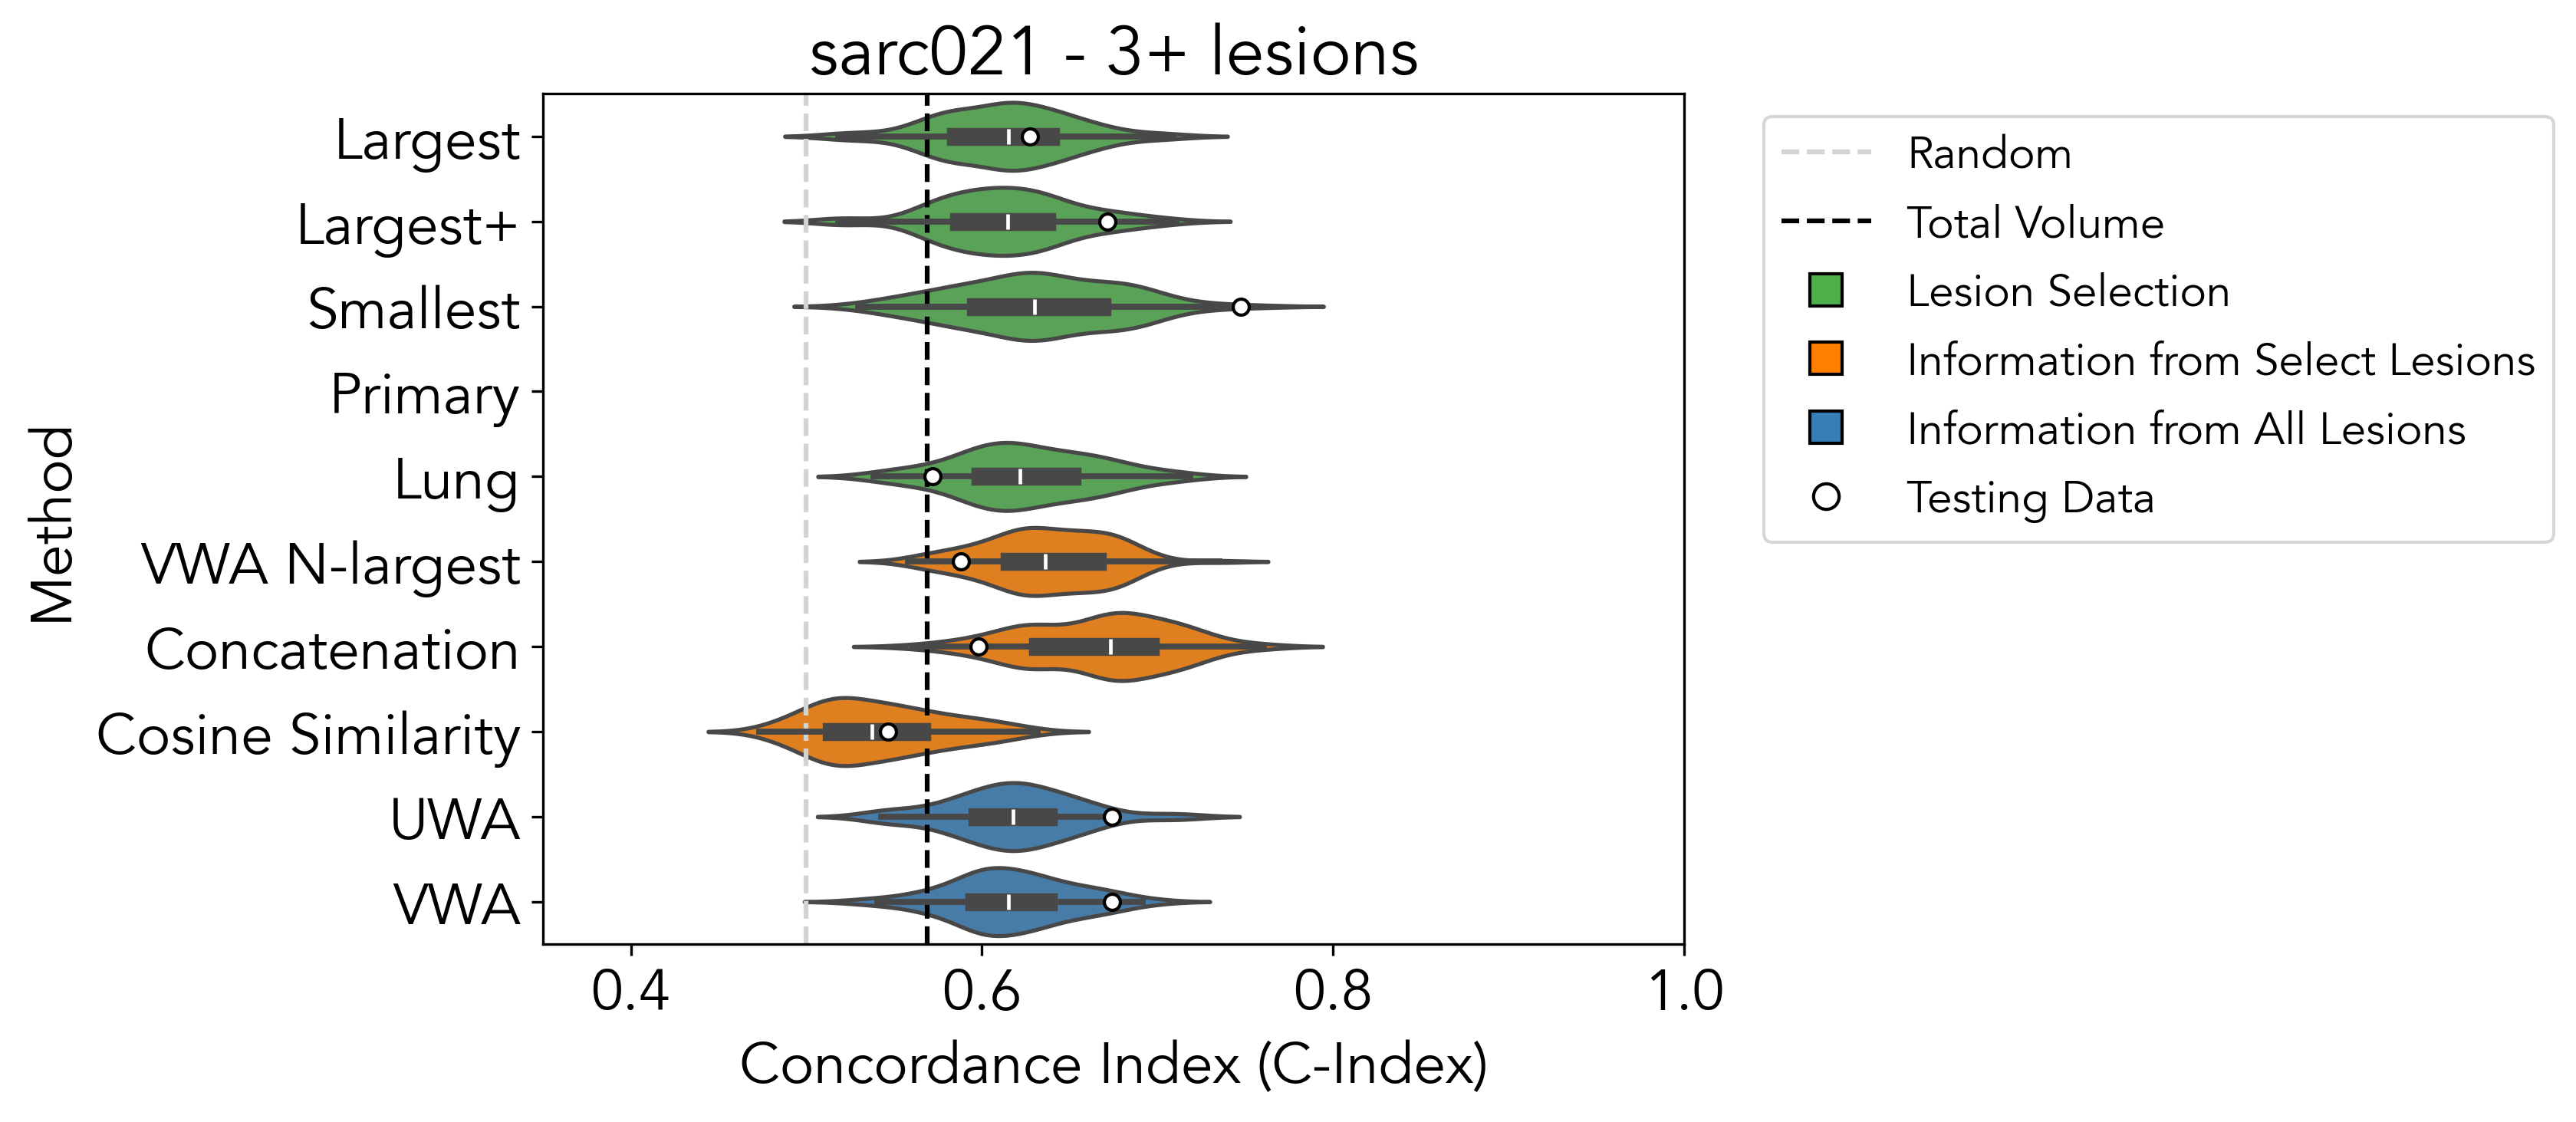 sarc021 - 3+ lesions
Method
Largest
Largest+
Smallest
Primary
Lung
VWA N-largest
Concatenation
Cosine Similarity
UWA
VWA
0.4 0.6 0.8 1.0
Concordance Index (C-Index)
Random
Total Volume
Lesion Selection
Information from Select Lesions
Information from All Lesions
Testing Data